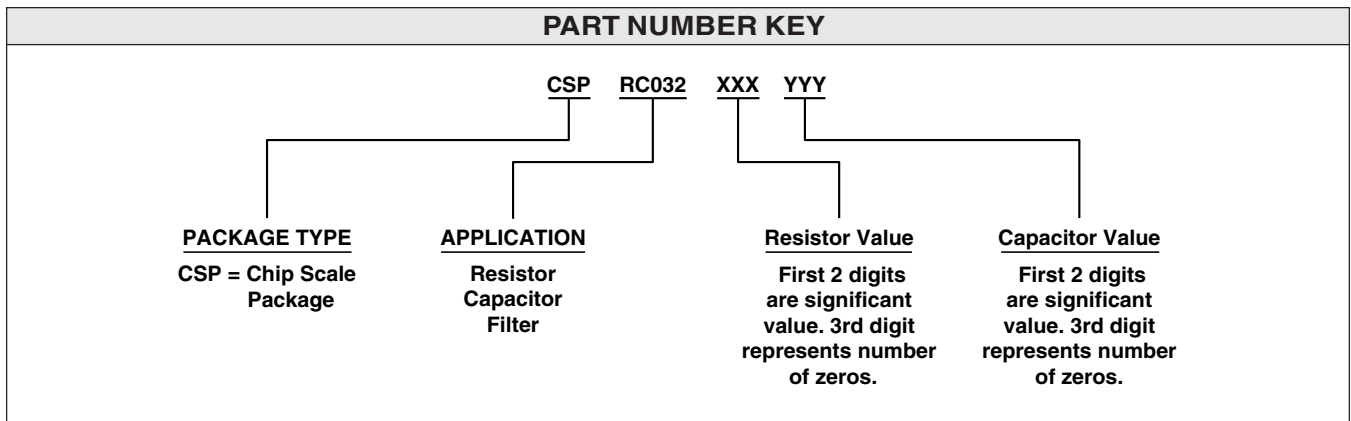 PART NUMBER KEY
CSP RC032 XXX YYY
PACKAGE TYPE
CSP = Chip Scale
Package
APPLICATION
Resistor
Capacitor
Filter
Resistor Value
First 2 digits
are significant
value. 3rd digit
represents number
of zeros.
Capacitor Value
First 2 digits
are significant
value. 3rd digit
represents number
of zeros.